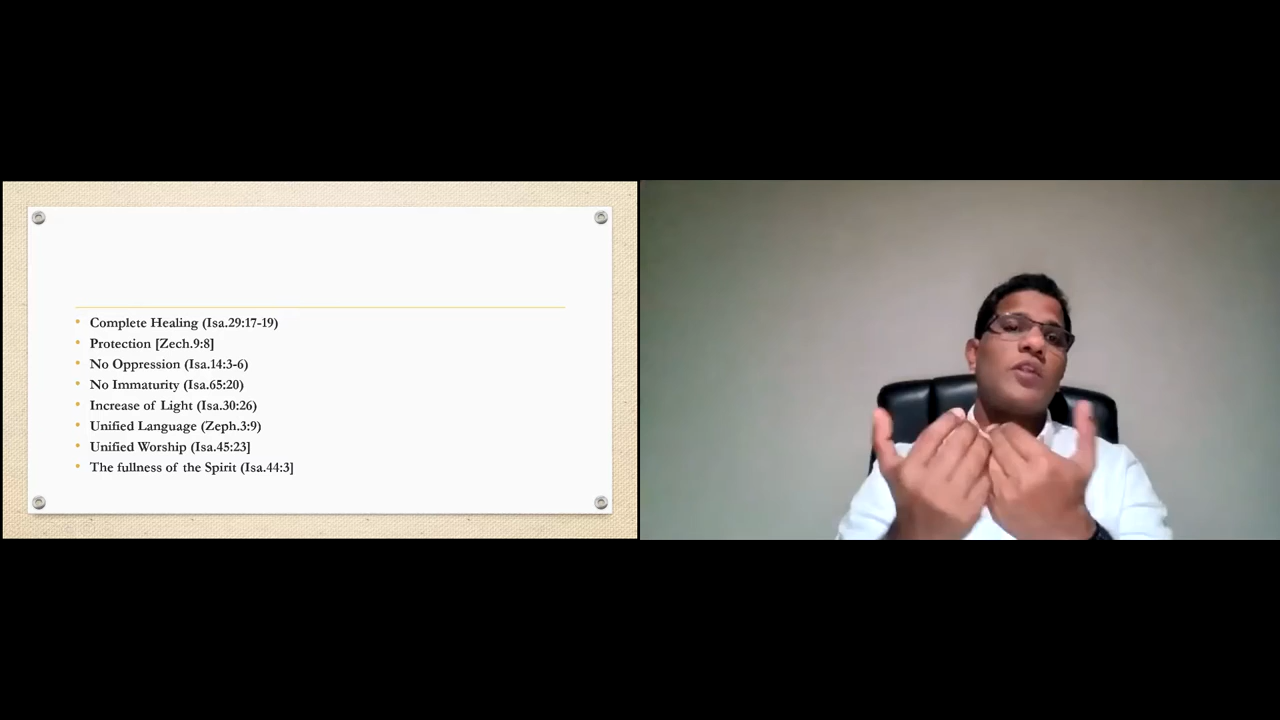 • Complete Healing (Isa.29:17-19)
• Protection [Zech.9:8]
• No Oppression (Isa.14:3-6)
• No Immaturity (Isa.65:20)
• Increase of Light (Isa.30:26)
• Unified Language (Zeph.3:9)
• Unified Worship (Isa.45:23]
• The fullness of the Spirit (Isa.44:3]